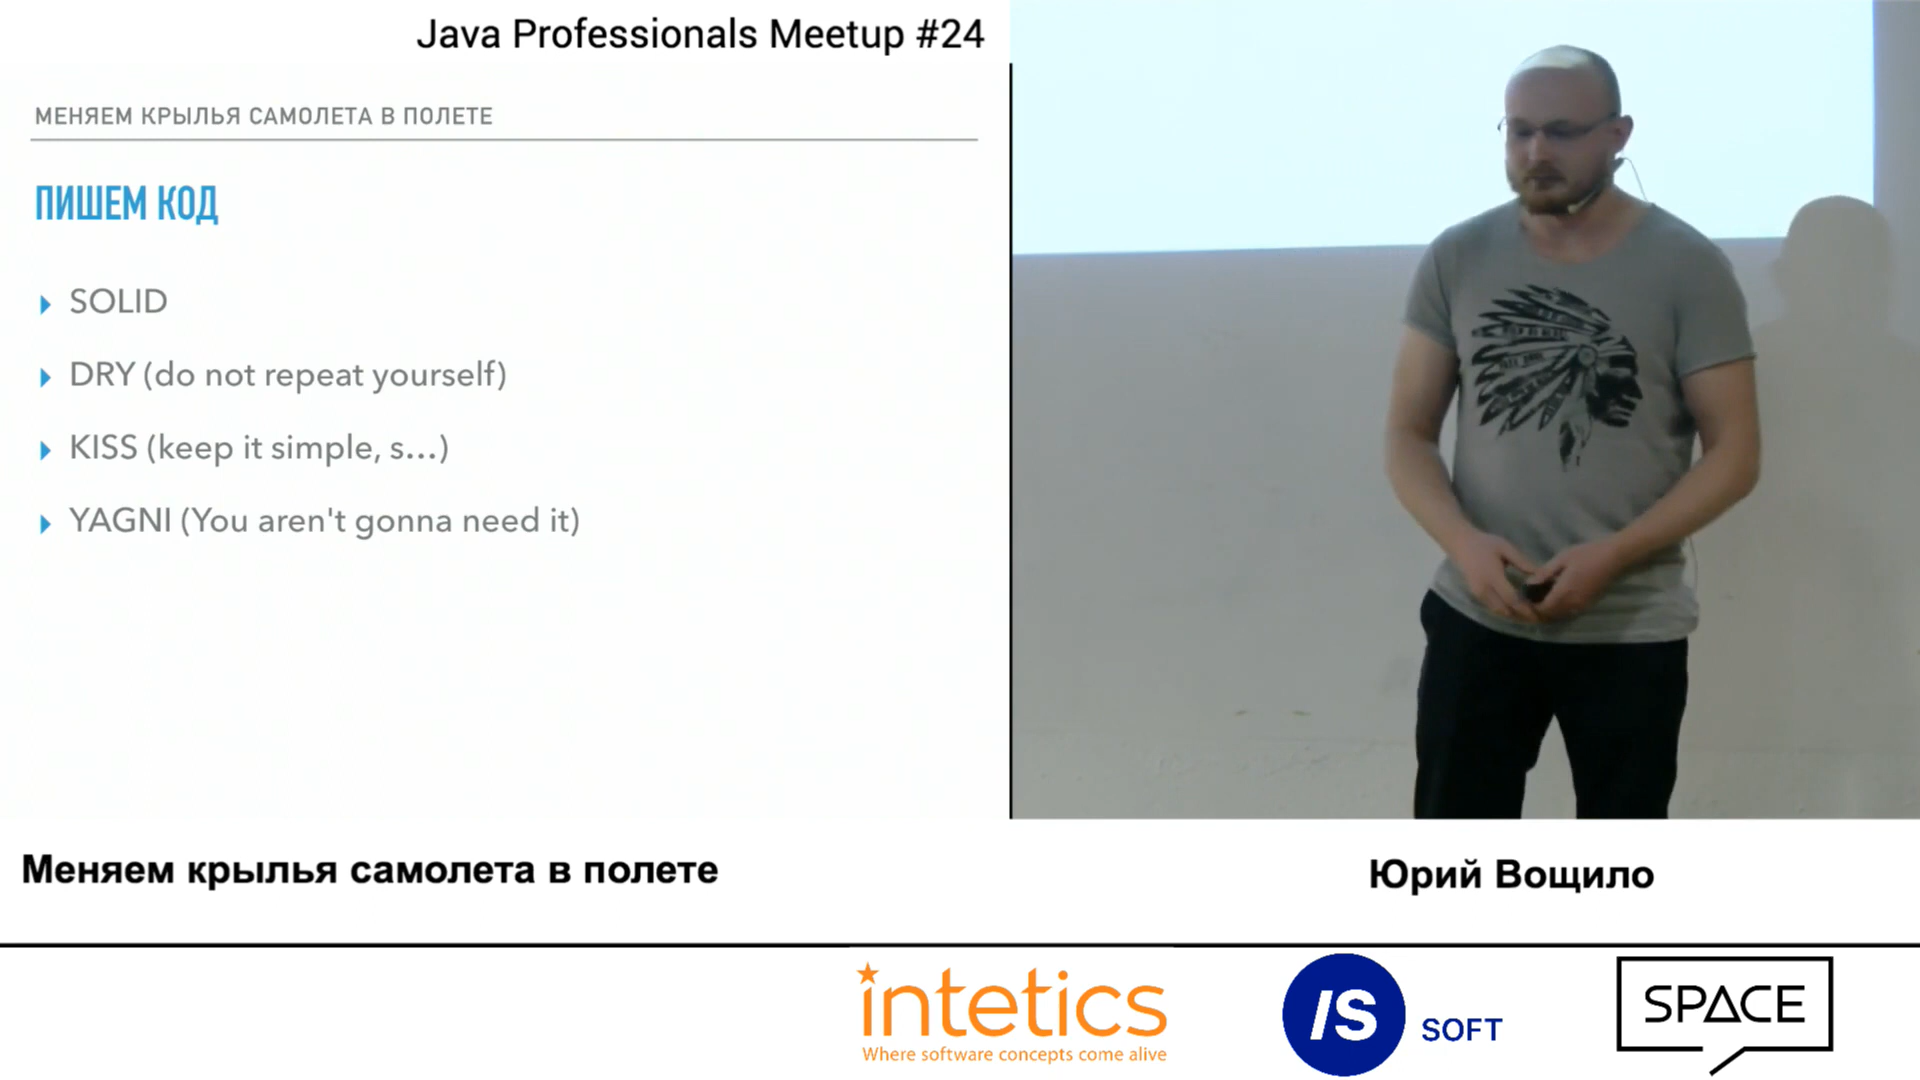 Java Professionals Meetup #24
МЕНЯЕМ КРЫЛЬЯ САМОЛЕТА В ПОЛЕТЕ
ПИШЕМ КОД
SOLID
DRY (do not repeat yourself)
KISS (keep it simple, s...)
YAGNI (You aren't gonna need it)
Меняем крылья самолета в полете
Юрий Вощило
intetics
Where software concepts come alive
/S SOFT
SPACE